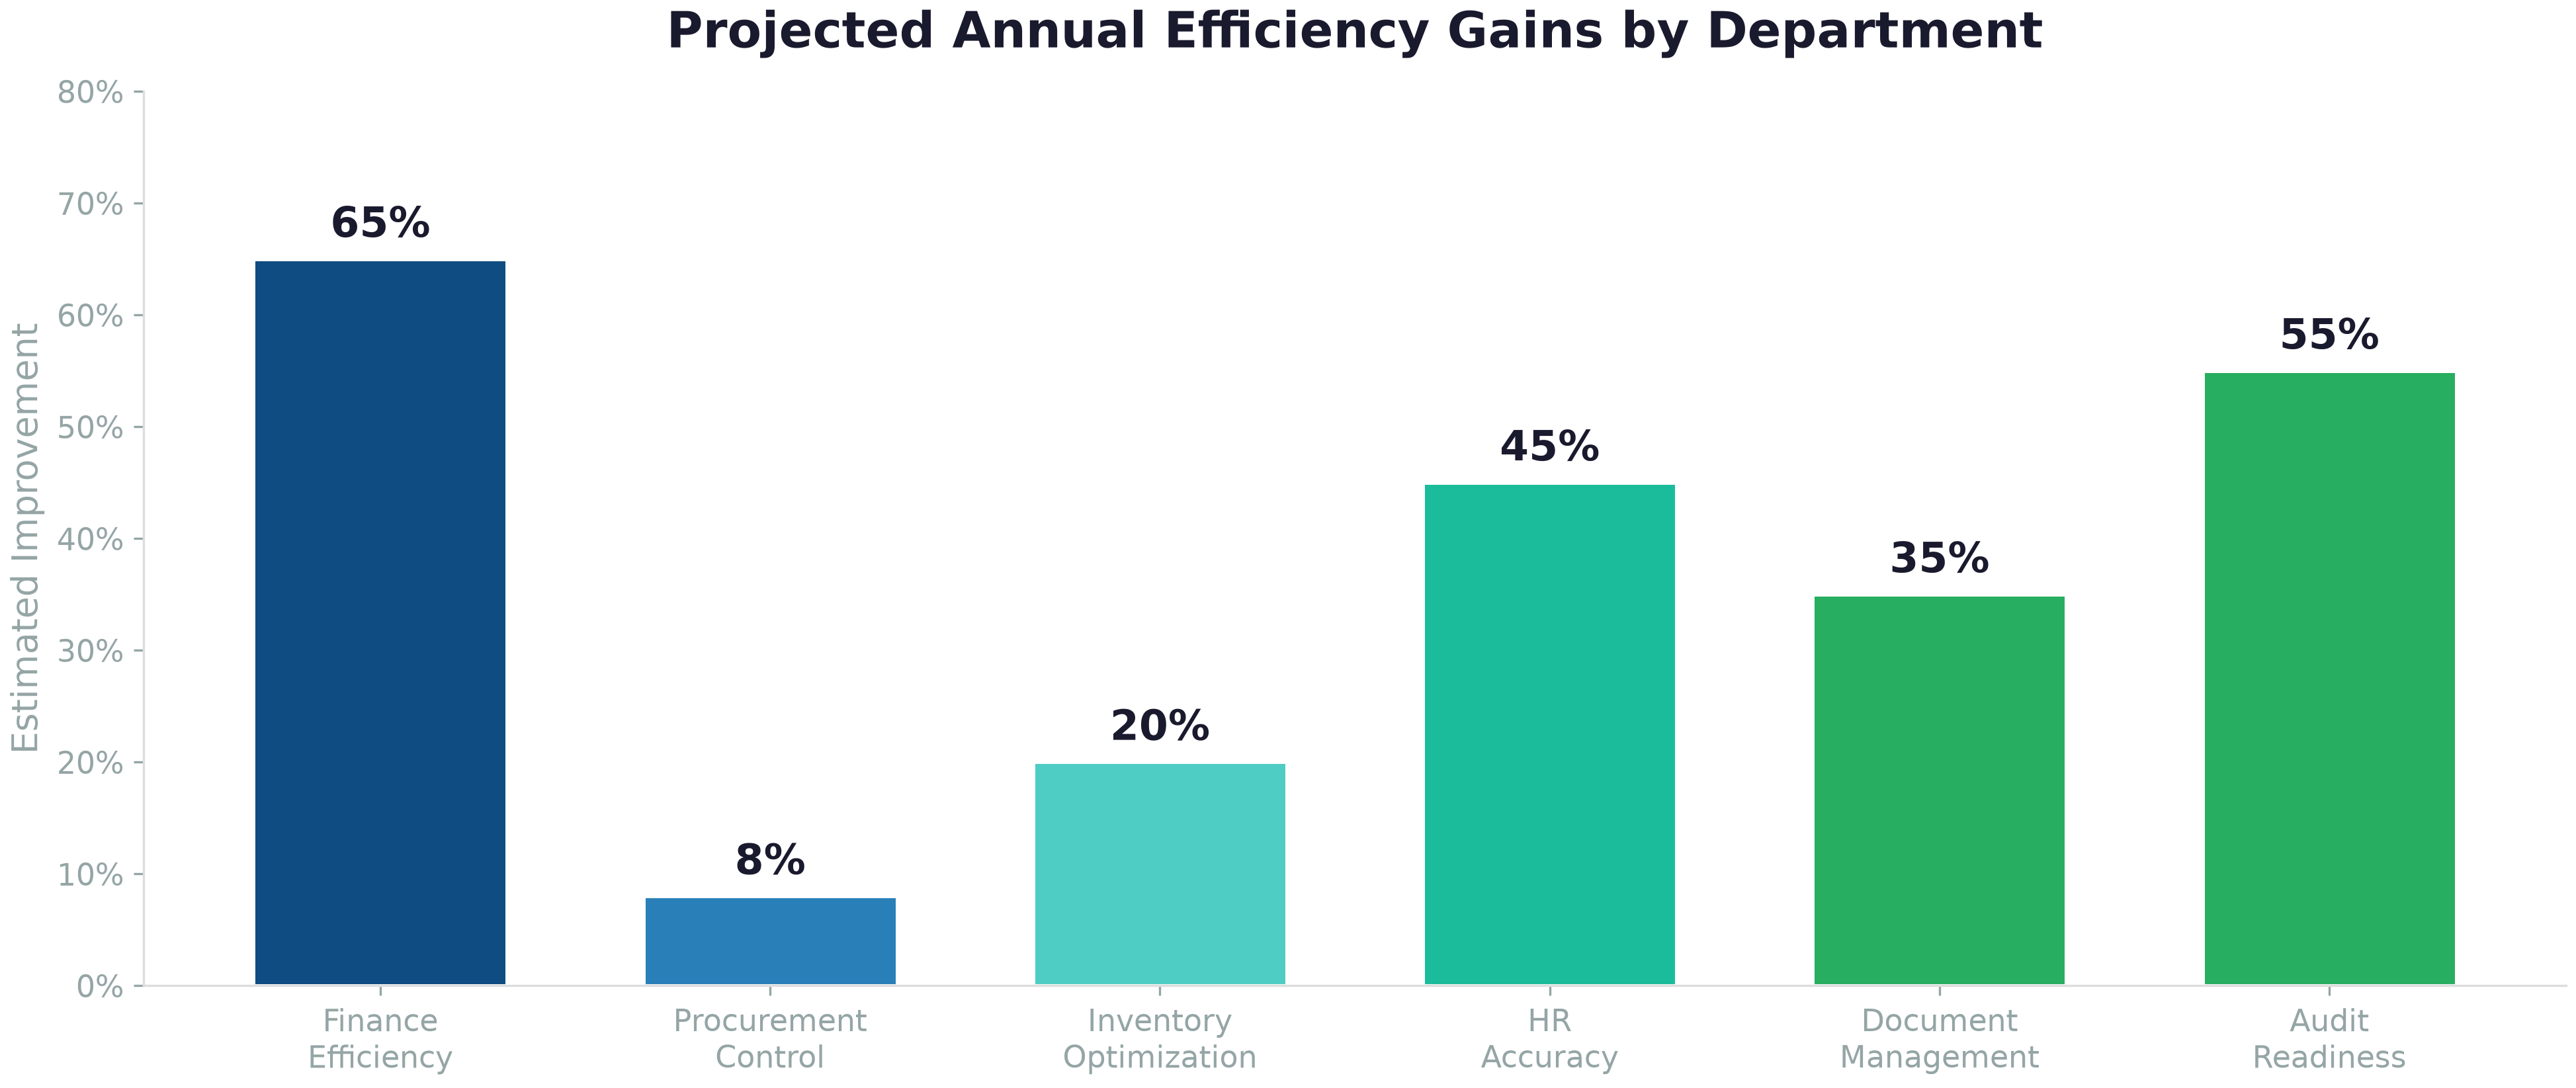 Projected Annual Efficiency Gains by Department
Estimated Improvement
80%
70%
60%
50%
40%
30%
20%
10%
0%
65%
8%
20%
45%
35%
55%
Finance
Efficiency
Procurement
Control
Inventory
Optimization
HR
Accuracy
Document
Management
Audit
Readiness